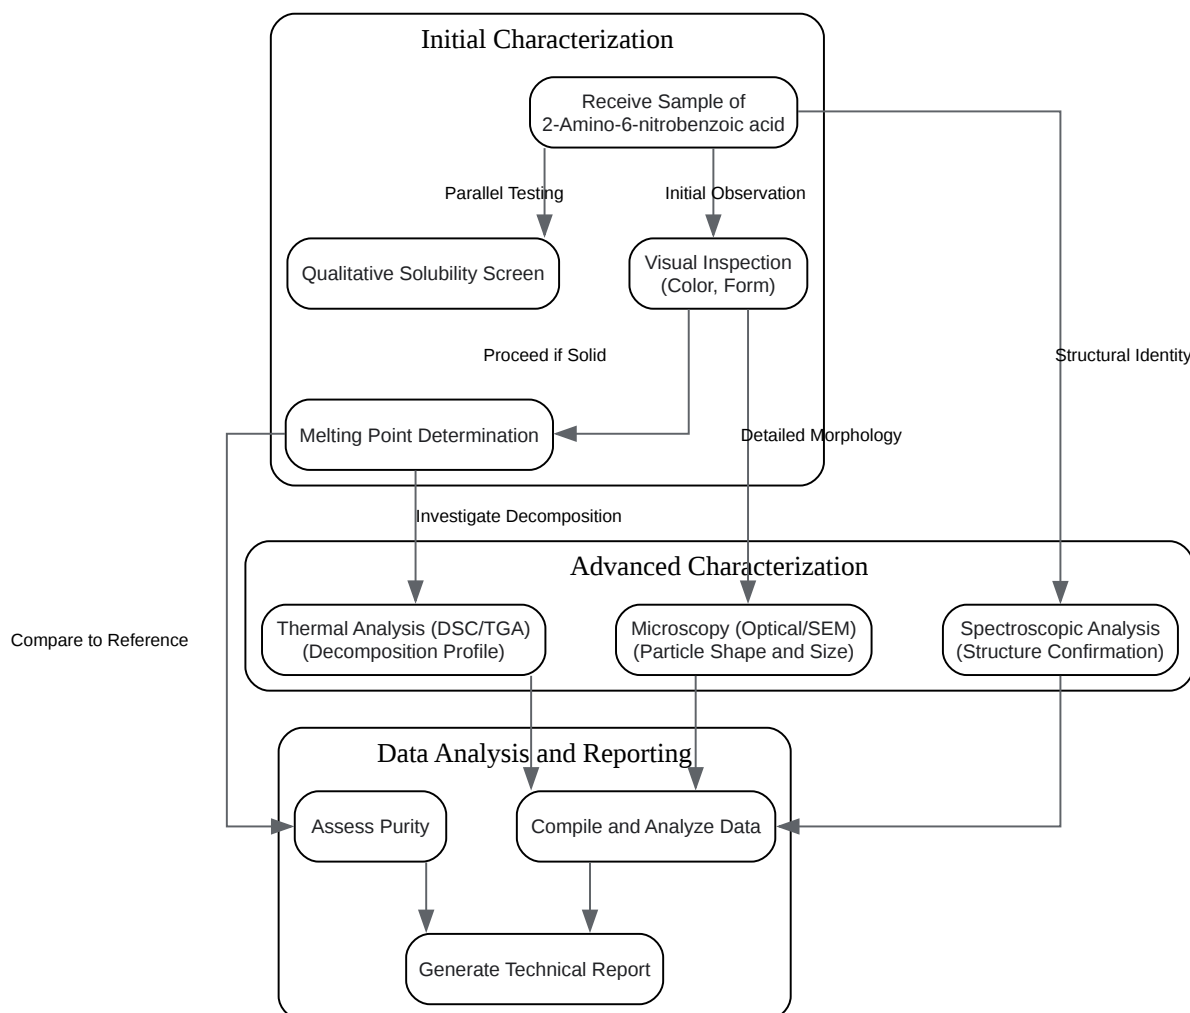 Initial Characterization
Receive Sample of
2-Amino-6-nitrobenzoic acid
Parallel Testing
Initial Observation
Qualitative Solubility Screen
Visual Inspection
(Color, Form)
Proceed if Solid
Structural Identity
Melting Point Determination
Detailed Morphology
Investigate Decomposition
Advanced Characterization
Compare to Reference
Thermal Analysis (DSC/TGA)
(Decomposition Profile)
Microscopy (Optical/SEM)
(Particle Shape and Size)
Spectroscopic Analysis
(Structure Confirmation)
Data Analysis and Reporting
Assess Purity
Compile and Analyze Data
Generate Technical Report